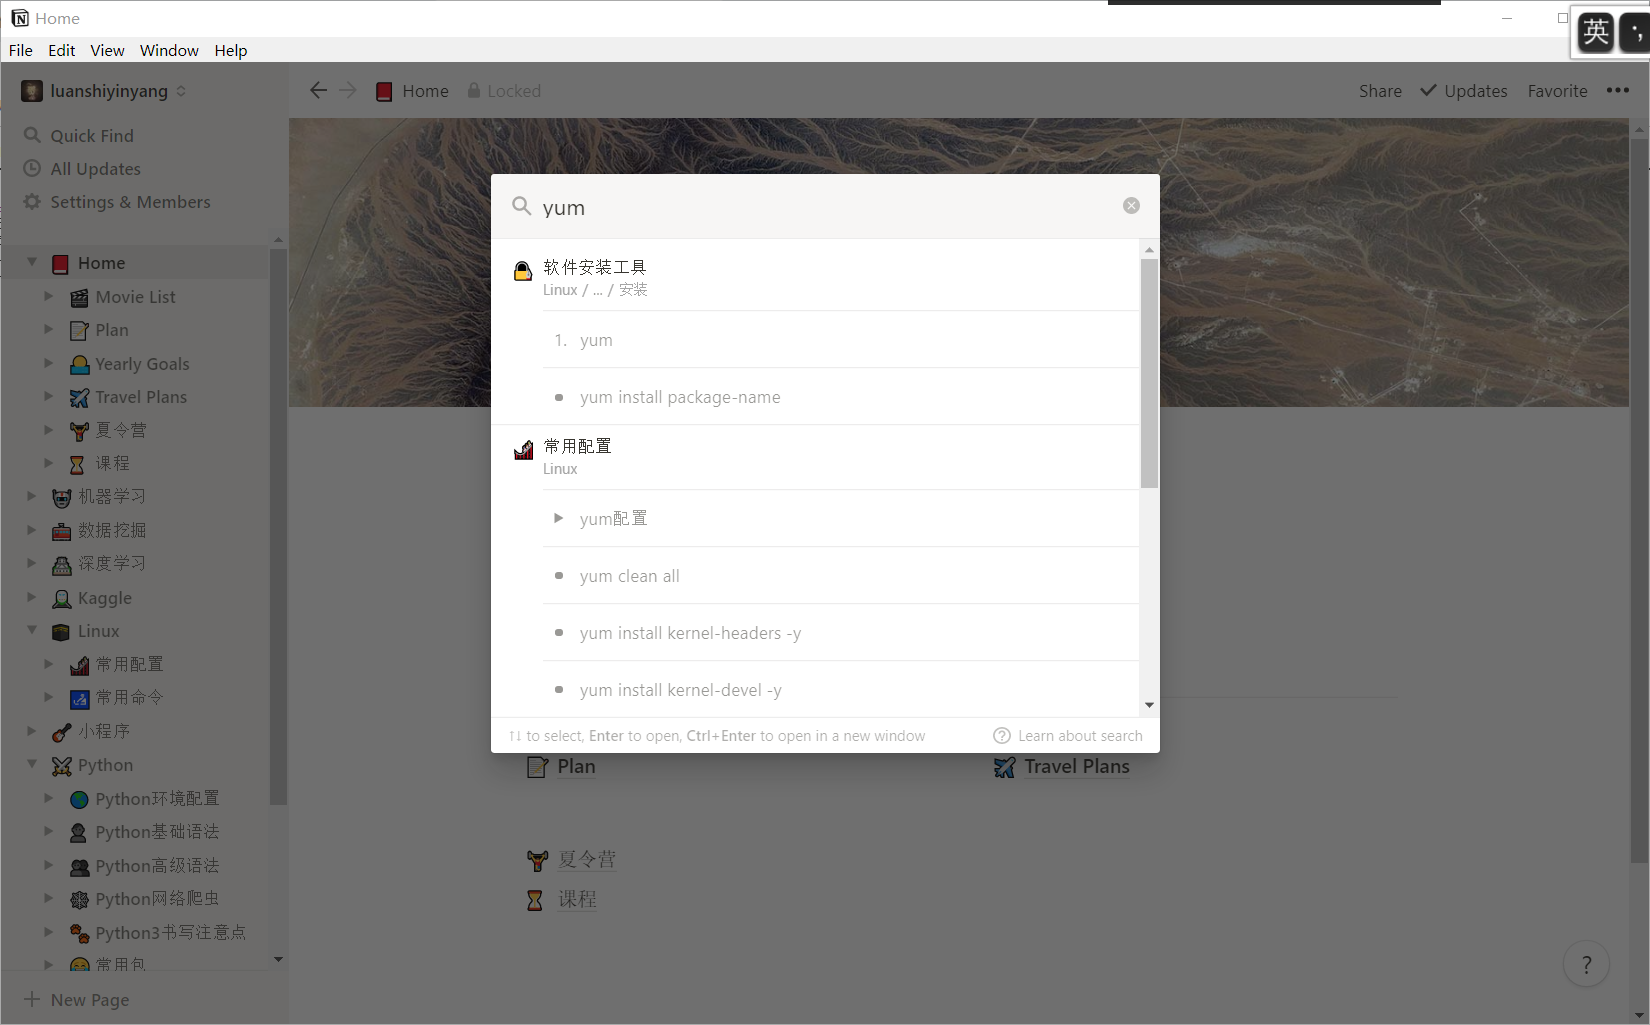 Home
File Edit View Window Help
英
luanshiyinyang
Home Locked
Share Updates Favorite
Quick Find
All Updates
Settings & Members
Home
Movie List
Plan
Yearly Goals
Travel Plans
夏令营
课程
机器学习
数据挖掘
深度学习
Kaggle
Linux
常用配置
常用命令
小程序
Python
Python环境配置
Python基础语法
Python高级语法
Python网络爬虫
Python3书写注意点
常用包
New Page
yum
软件安装工具
Linux / ... / 安装
1. yum
• yum install package-name
常用配置
Linux
yum配置
• yum clean all
• yum install kernel-headers -y
• yum install kernel-devel -y
↑↓ to select, Enter to open, Ctrl+Enter to open in a new window
Learn about search
Plan
Travel Plans
夏令营
课程
?